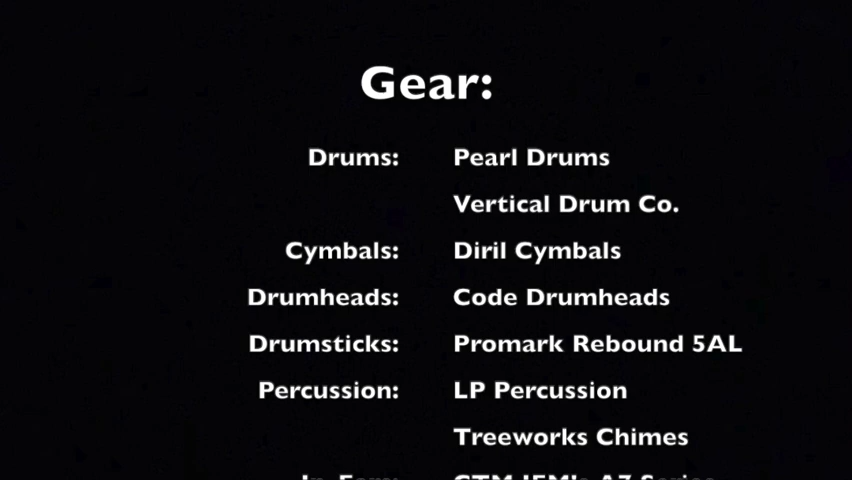 Gear:
Drums: Pearl Drums
Vertical Drum Co.
Cymbals: Diril Cymbals
Drumheads: Code Drumheads
Drumsticks: Promark Rebound 5AL
Percussion: LP Percussion
Treeworks Chimes